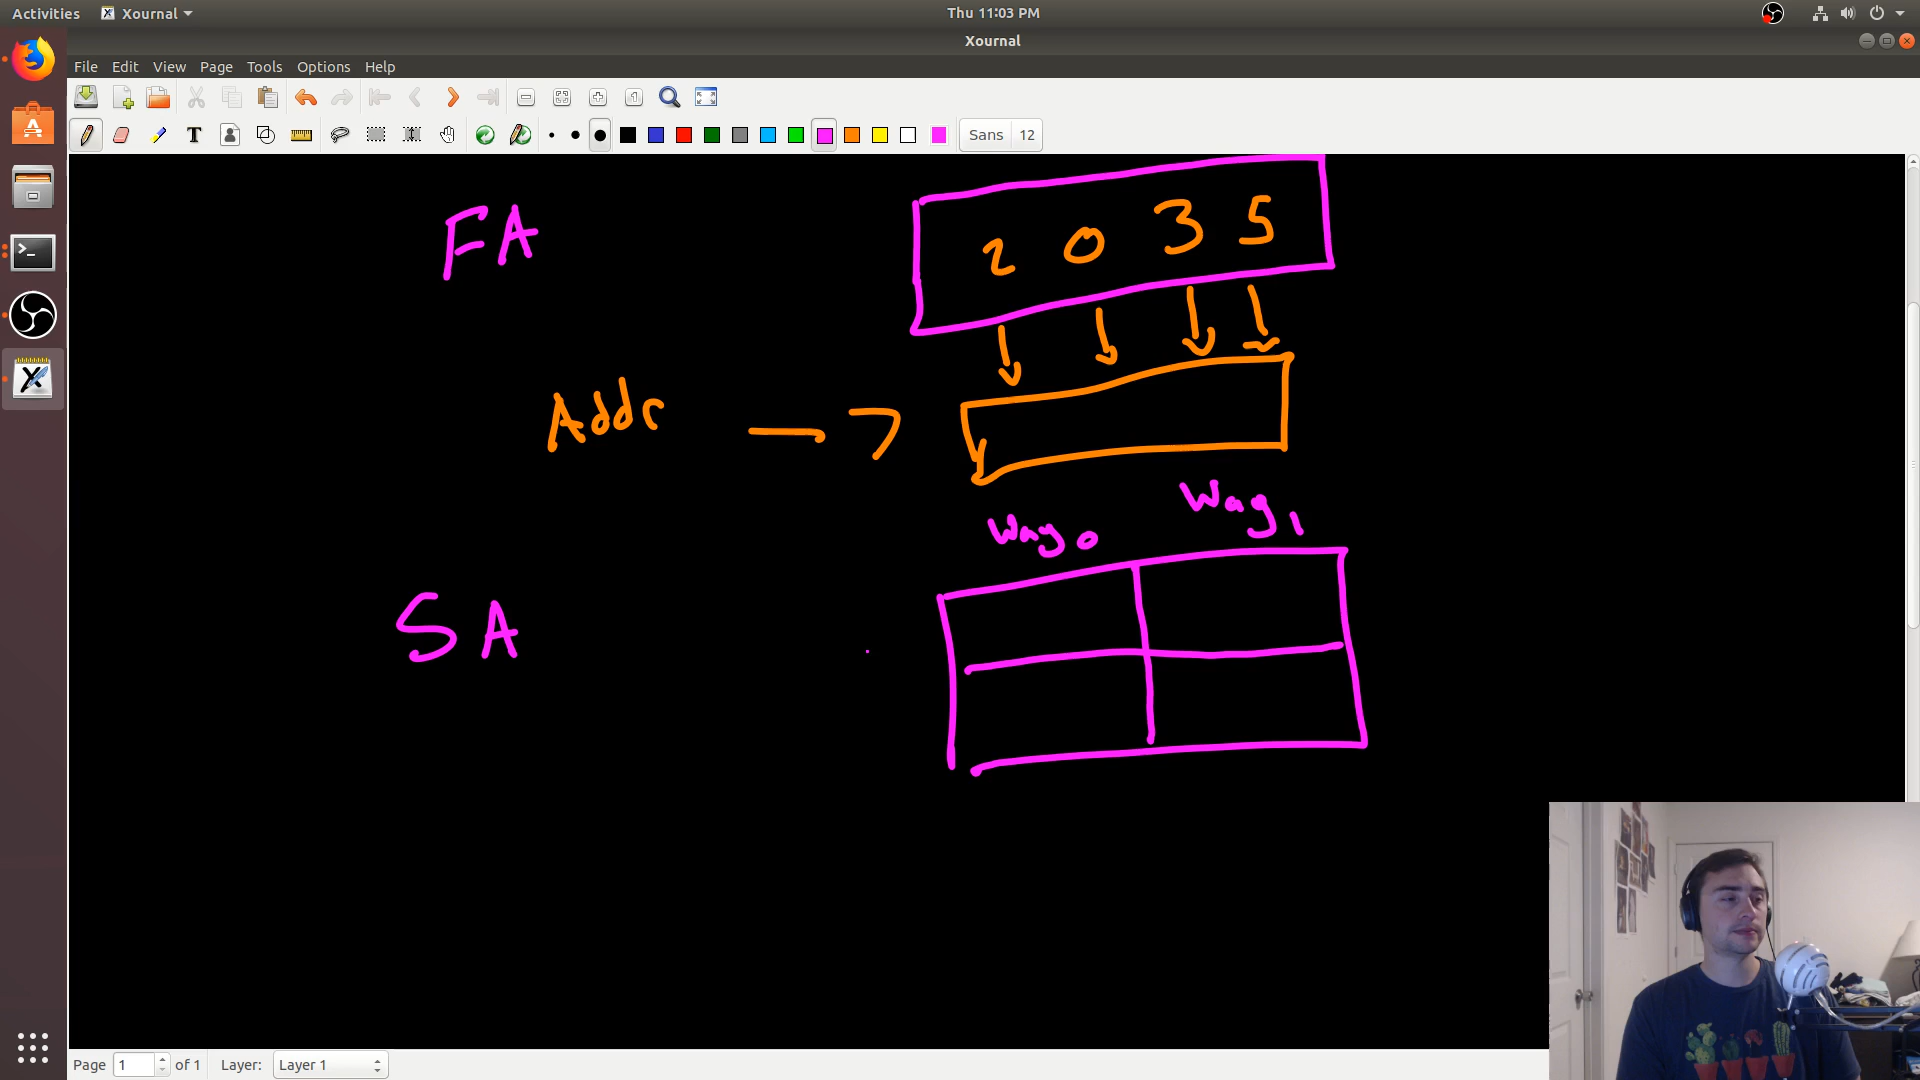 Activities Xournal Thu 11:03 PM
Xournal
File Edit View Page Tools Options Help
Sans 12
FA
2 0 3 5
Addr
Way 0 Way 1
SA
Page 1 of 1 Layer: Layer 1